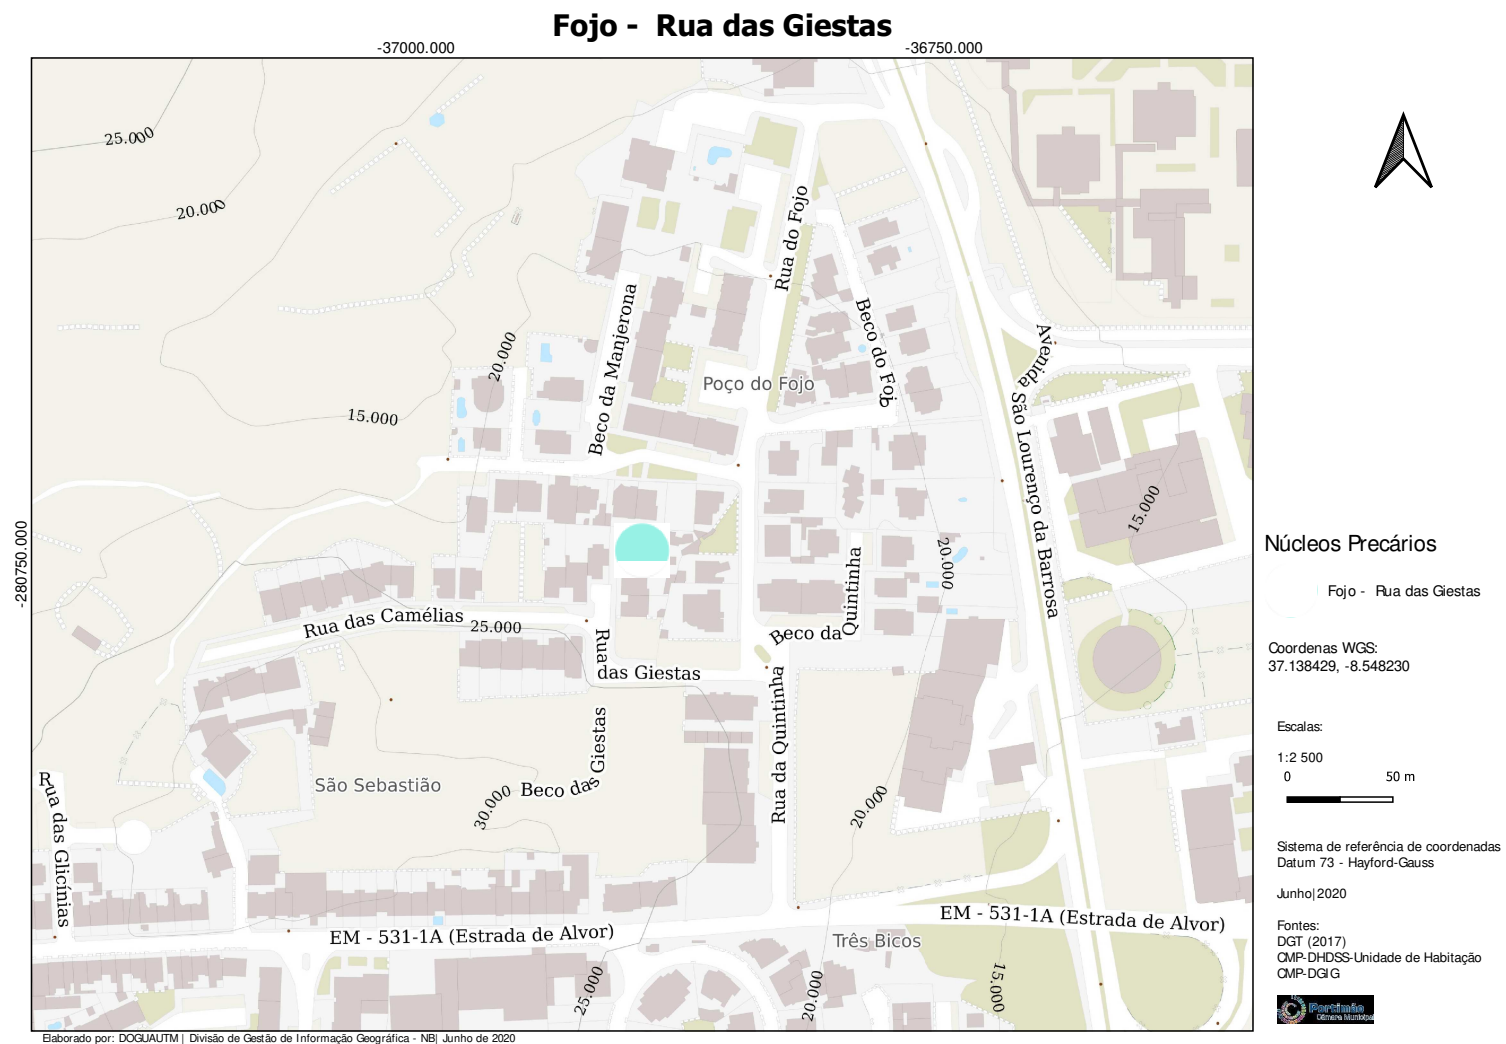 Fojo - Rua das Giestas
-37000.000
-36750.000
-280750.000
25.000
20.000
20.000
15.000
Rua do Fojo
Beco da Manjerona
Beco do Fojo
Poço do Fojo
Avenida São Lourenço da Barrosa
15.000
20.000
Beco da Quintinha
Rua das Camélias
25.000
Rua das Giestas
Rua da Quintinha
Beco das Giestas
São Sebastião
30.000
20.000
Rua das Glicínias
EM - 531-1A (Estrada de Alvor)
EM - 531-1A (Estrada de Alvor)
Três Bicos
25.000
20.000
15.000
Núcleos Precários
Fojo - Rua das Giestas
Coordenas WGS:
37.138429, -8.548230
Escalas:
1:2 500
0 50 m
Sistema de referência de coordenadas
Datum 73 - Hayford-Gauss
Junho|2020
Fontes:
DGT (2017)
CMP-DHDSS-Unidade de Habitação
CMP-DGIG
Portimão
Câmara Municipal
Elaborado por: DOGUAUTM | Divisão de Gestão de Informação Geográfica - NB| Junho de 2020